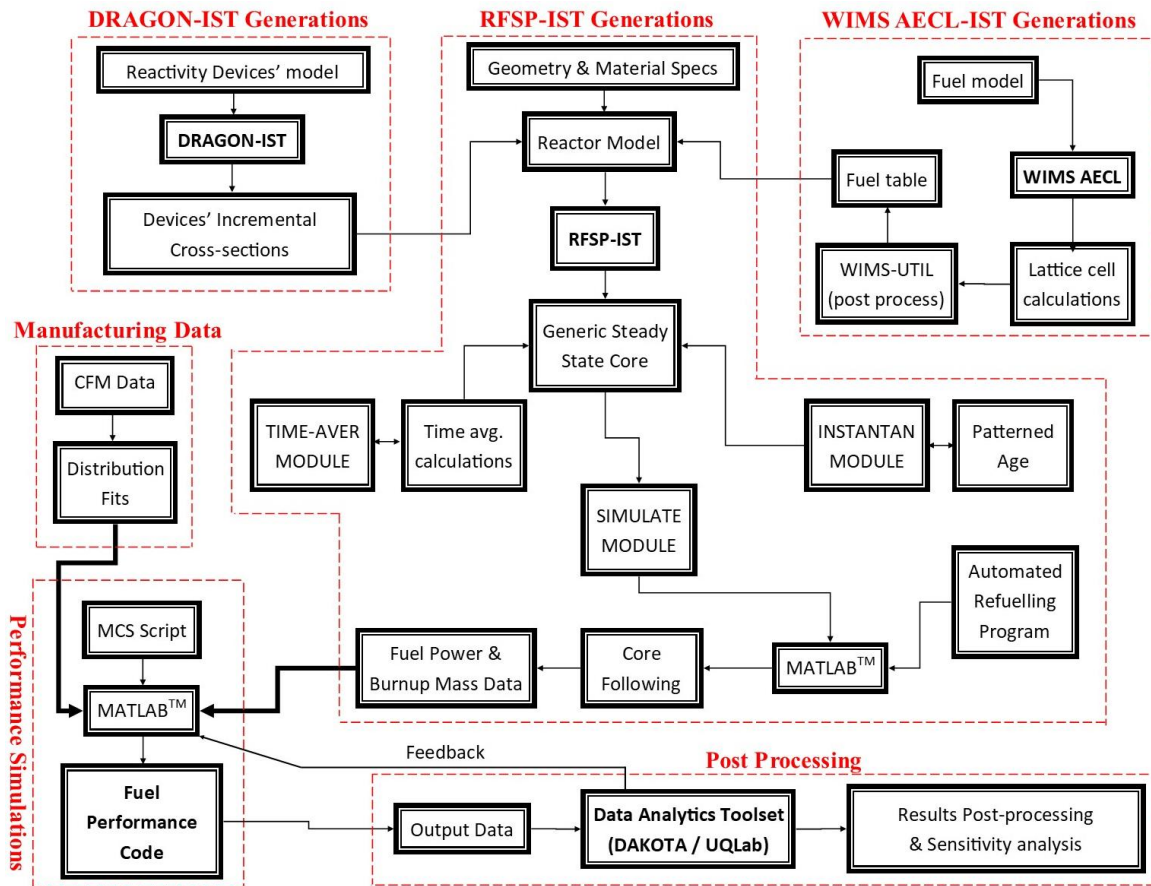 DRAGON-IST Generations
Reactivity Devices’ model
DRAGON-IST
Devices’ Incremental
Cross-sections
RFSP-IST Generations
Geometry & Material Specs
Reactor Model
RFSP-IST
Generic Steady
State Core
TIME-AVER
MODULE
Time avg.
calculations
INSTANTAN
MODULE
Patterned
Age
SIMULATE
MODULE
Automated
Refuelling
Program
MATLAB™
Core
Following
Fuel Power &
Burnup Mass Data
WIMS AECL-IST Generations
Fuel model
WIMS AECL
Fuel table
WIMS-UTIL
(post process)
Lattice cell
calculations
Manufacturing Data
CFM Data
Distribution
Fits
Performance Simulations
MCS Script
MATLAB™
Fuel
Performance
Code
Feedback
Post Processing
Output Data
Data Analytics Toolset
(DAKOTA / UQLab)
Results Post-processing
& Sensitivity analysis